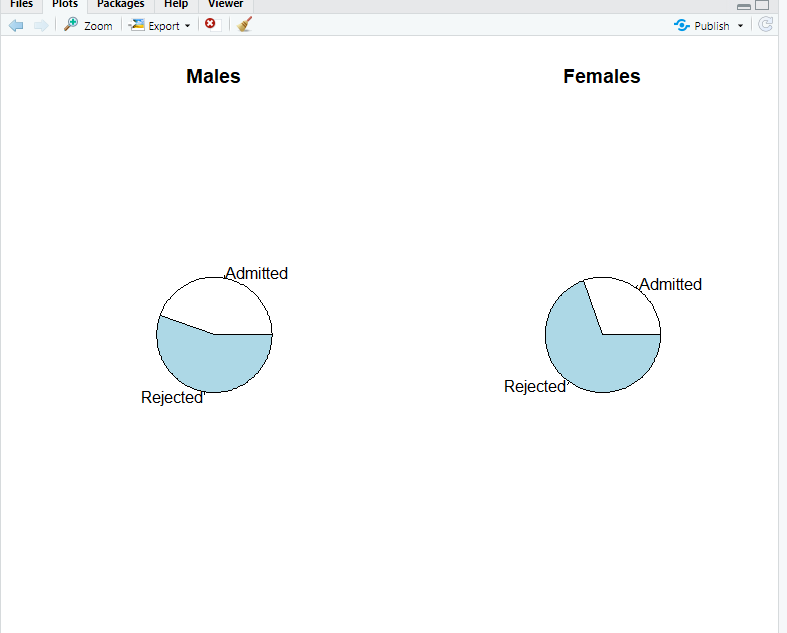 Files Plots Packages Help Viewer
Zoom Export Publish
Males Females
Admitted
Admitted
Rejected
Rejected